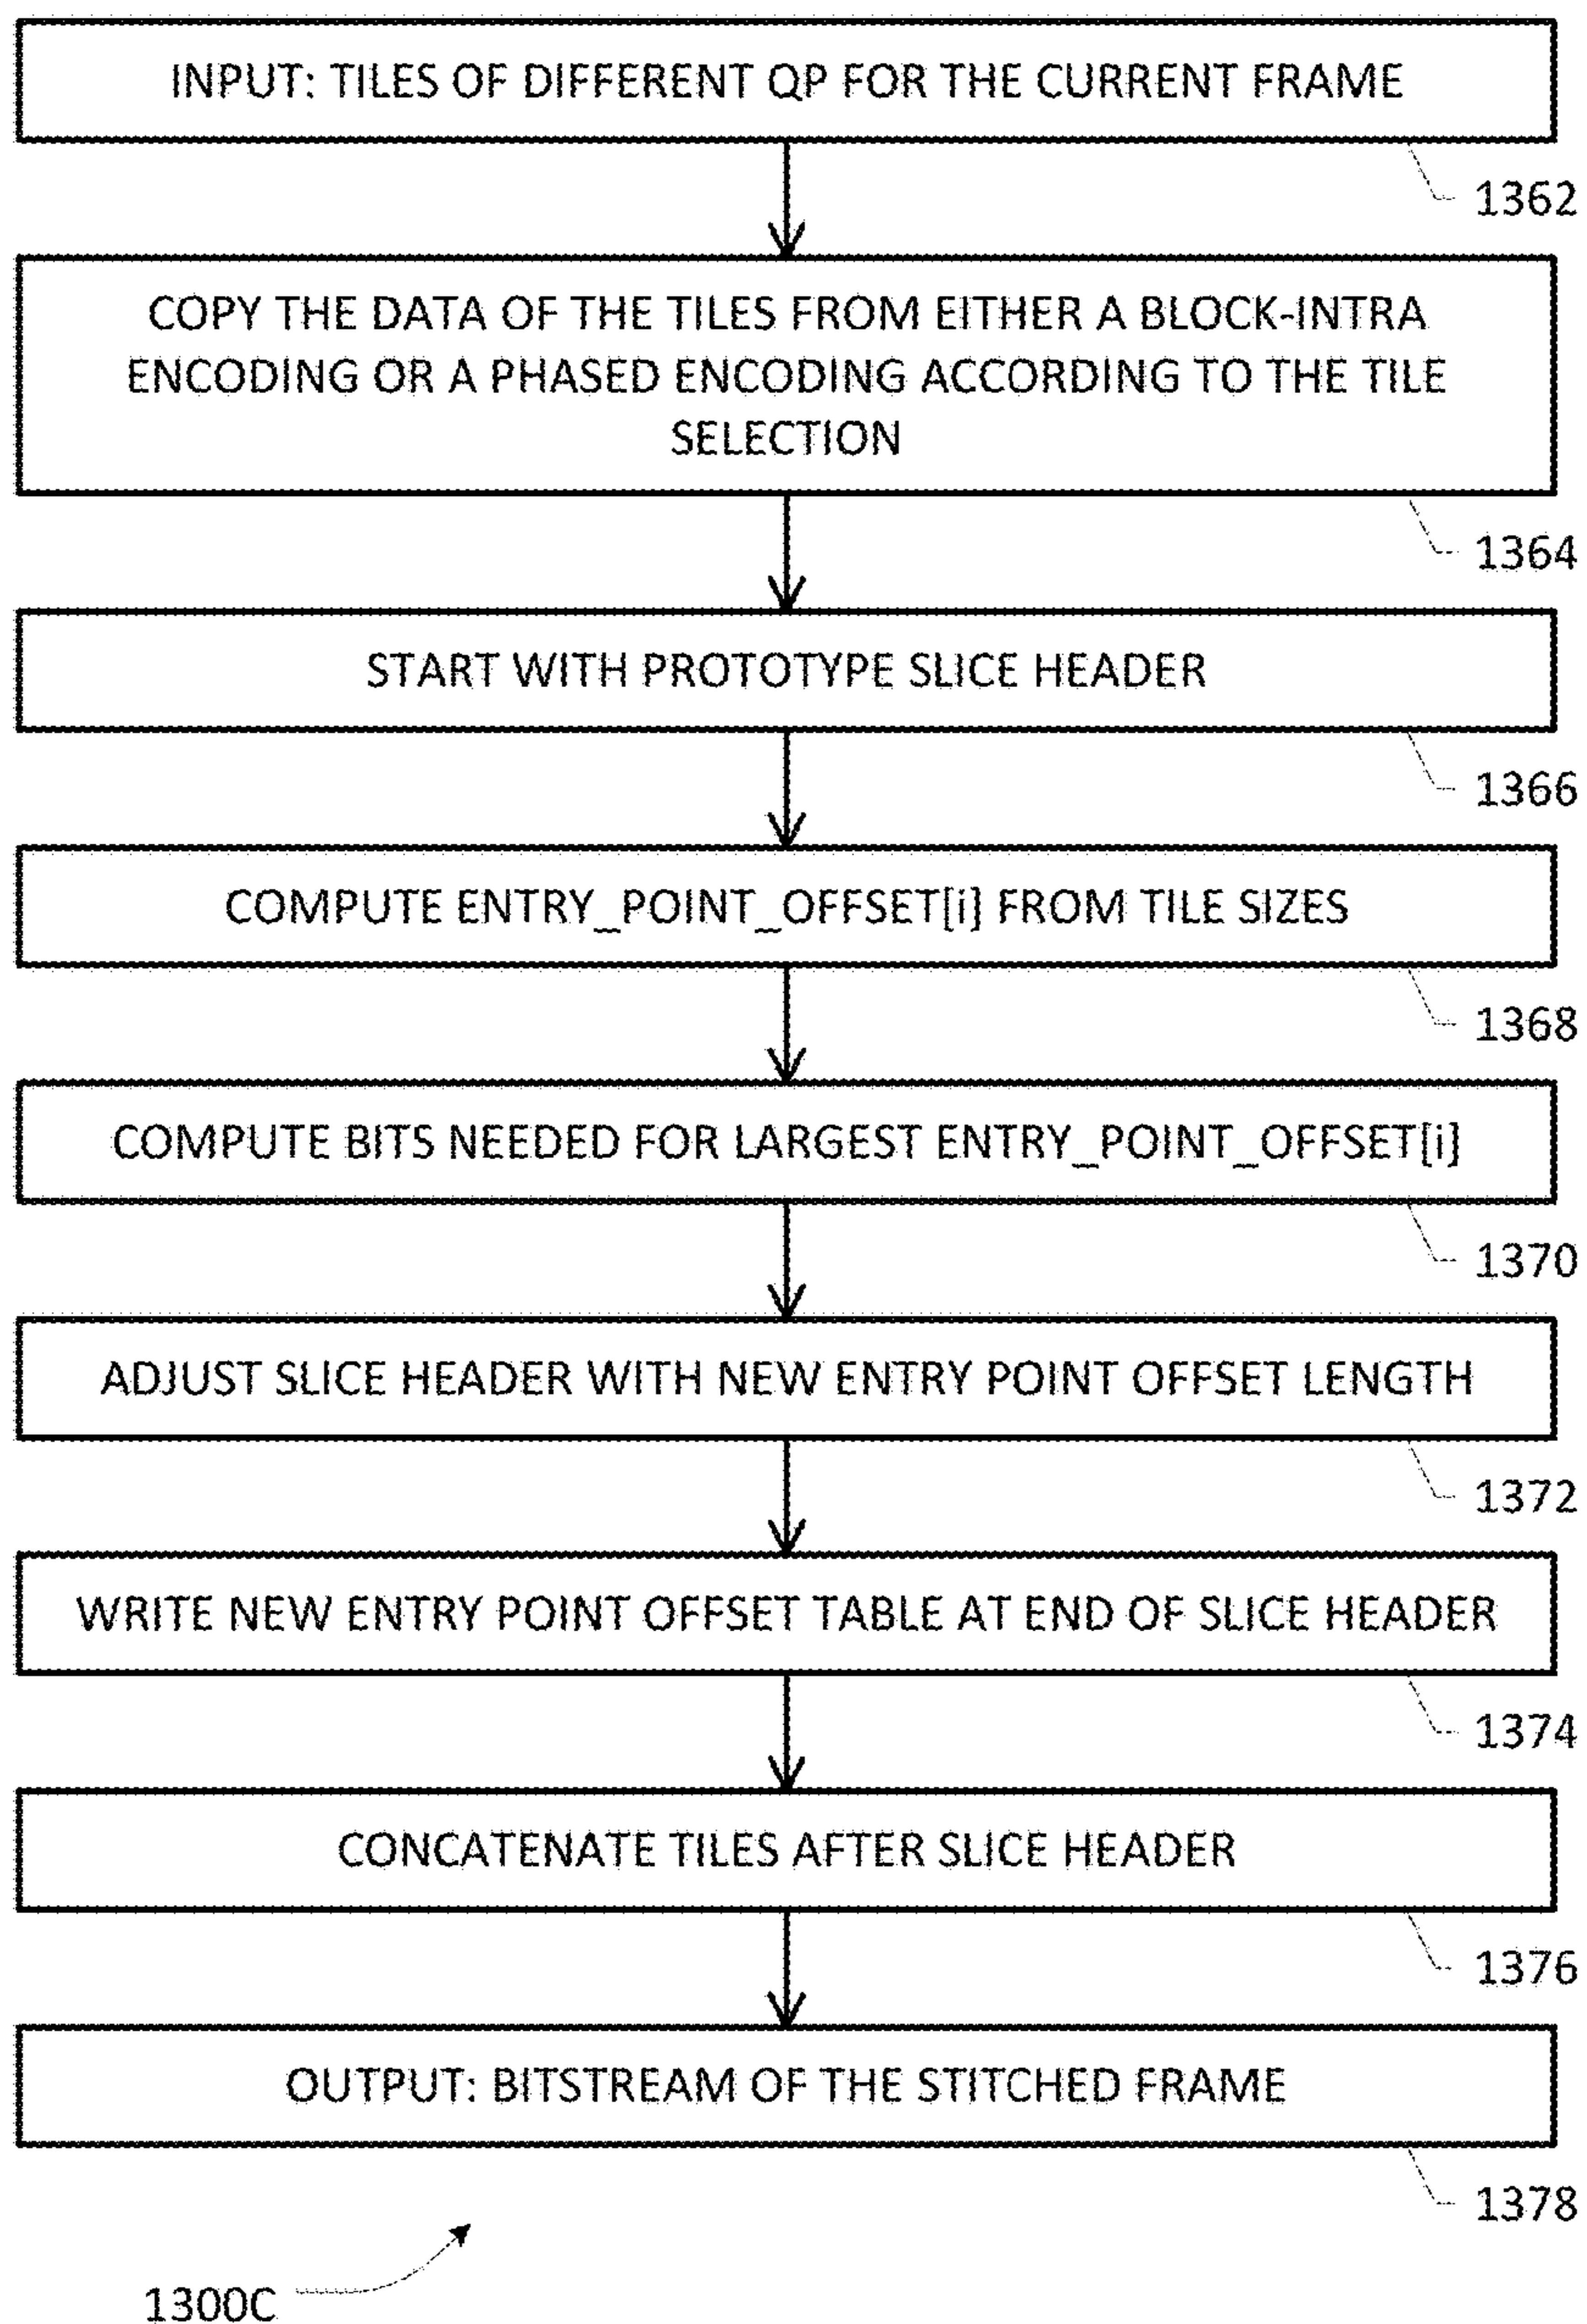 INPUT: TILES OF DIFFERENT QP FOR THE CURRENT FRAME
1362
COPY THE DATA OF THE TILES FROM EITHER A BLOCK-INTRA
ENCODING OR A PHASED ENCODING ACCORDING TO THE TILE
SELECTION
1364
START WITH PROTOTYPE SLICE HEADER
1366
COMPUTE ENTRY_POINT_OFFSET[i] FROM TILE SIZES
1368
COMPUTE BITS NEEDED FOR LARGEST ENTRY_POINT_OFFSET[i]
1370
ADJUST SLICE HEADER WITH NEW ENTRY POINT OFFSET LENGTH
1372
WRITE NEW ENTRY POINT OFFSET TABLE AT END OF SLICE HEADER
1374
CONCATENATE TILES AFTER SLICE HEADER
1376
OUTPUT: BITSTREAM OF THE STITCHED FRAME
1378
1300C